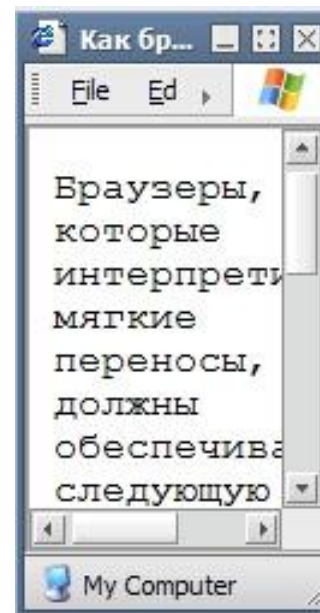 Как бр...
File Ed
Браузеры,
которые
интерпрети
мягкие
переносы,
должны
обеспечива
следующую
My Computer